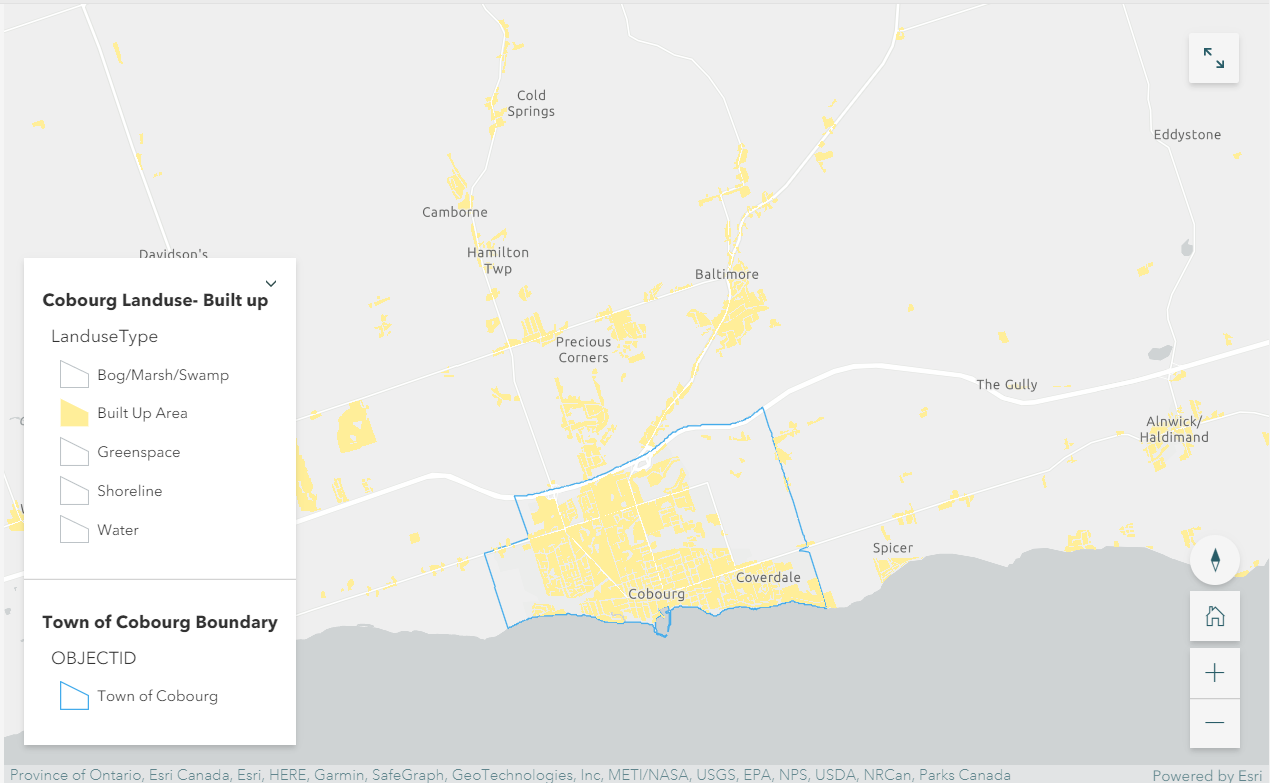 Cold
Springs
Eddystone
Camborne
Davidson's
Hamilton
Twp
Baltimore
Precious
Corners
The Gully
Alnwick/
Haldimand
Spicer
Coverdale
Cobourg
Cobourg Landuse- Built up
LanduseType
Bog/Marsh/Swamp
Built Up Area
Greenspace
Shoreline
Water
Town of Cobourg Boundary
OBJECTID
Town of Cobourg
Province of Ontario, Esri Canada, Esri, HERE, Garmin, SafeGraph, GeoTechnologies, Inc, METI/NASA, USGS, EPA, NPS, USDA, NRCan, Parks Canada
Powered by Esri